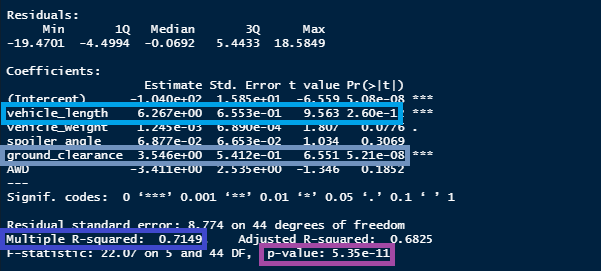 Residuals:
Min 1Q Median 3Q Max
-19.4701 -4.4994 -0.0692 5.4433 18.5849
Coefficients:
Estimate Std. Error t value Pr(>|t|)
(Intercept) -1.040e+02 1.585e+01 -6.559 5.08e-08 ***
vehicle_length 6.267e+00 6.553e-01 9.563 2.60e-1 ***
vehicle_weight 1.245e-03 6.890e-04 1.807 0.0776 .
spoiler_angle 6.877e-02 6.653e-02 1.034 0.3069
ground_clearance 3.546e+00 5.412e-01 6.551 5.21e-08 ***
AWD -3.411e+00 2.535e+00 -1.346 0.1852
---
Signif. codes: 0 ‘***’ 0.001 ‘**’ 0.01 ‘*’ 0.05 ‘.’ 0.1 ‘ ’ 1
Residual standard error: 8.774 on 44 degrees of freedom
Multiple R-squared: 0.7149 Adjusted R-squared: 0.6825
F-statistic: 22.07 on 5 and 44 DF, p-value: 5.35e-11